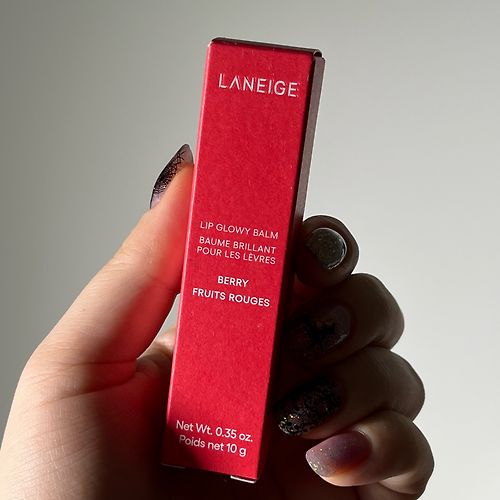 LANEIGE
LIP GLOWY BALM
BAUME BRILLANT
POUR LES LÈVRES
BERRY
FRUITS ROUGES
Net Wt. 0.35 oz.
Poids net 10 g